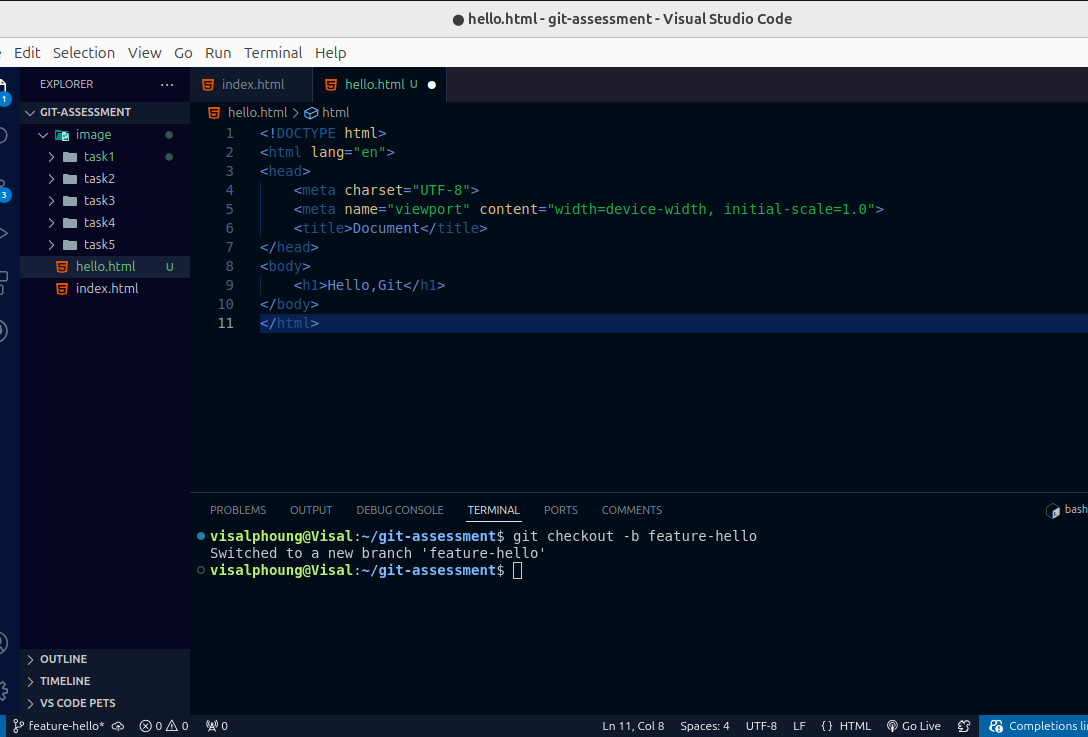 hello.html - git-assessment - Visual Studio Code
Edit Selection View Go Run Terminal Help
EXPLORER ···
index.html
hello.html U
1
GIT-ASSESSMENT
hello.html > html
image
task1
task2
task3
3
task4
task5
hello.html U
index.html
1 <!DOCTYPE html>
2 <html lang="en">
3 <head>
4 <meta charset="UTF-8">
5 <meta name="viewport" content="width=device-width, initial-scale=1.0">
6 <title>Document</title>
7 </head>
8 <body>
9 <h1>Hello,Git</h1>
10 </body>
11 </html>
PROBLEMS OUTPUT DEBUG CONSOLE TERMINAL PORTS COMMENTS
bash
visalphoung@Visal:~/git-assessment$ git checkout -b feature-hello
Switched to a new branch 'feature-hello'
visalphoung@Visal:~/git-assessment$
OUTLINE
TIMELINE
VS CODE PETS
feature-hello* 0 0 0 Ln 11, Col 8 Spaces: 4 UTF-8 LF {} HTML Go Live Completions